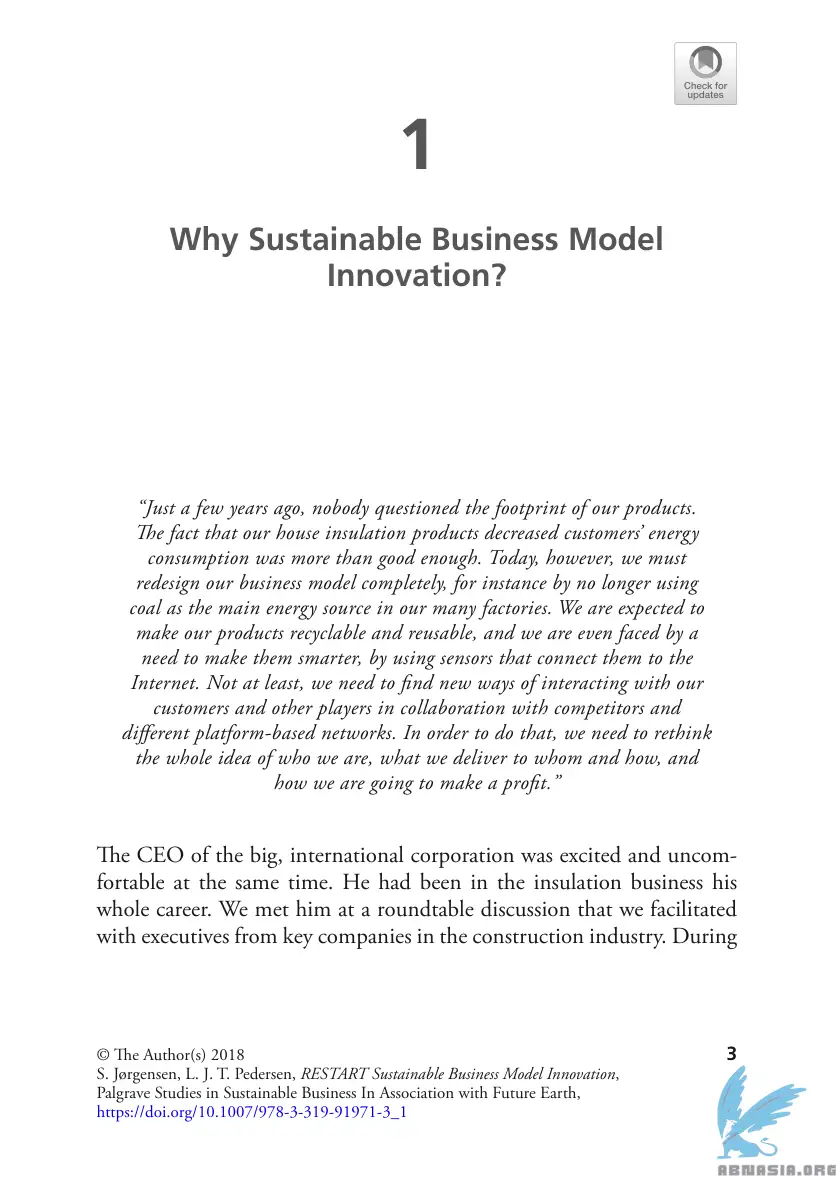 Check for
updates
1
Why Sustainable Business Model
Innovation?
“Just a few years ago, nobody questioned the footprint of our products.
The fact that our house insulation products decreased customers’ energy
consumption was more than good enough. Today, however, we must
redesign our business model completely, for instance by no longer using
coal as the main energy source in our many factories. We are expected to
make our products recyclable and reusable, and we are even faced by a
need to make them smarter, by using sensors that connect them to the
Internet. Not at least, we need to find new ways of interacting with our
customers and other players in collaboration with competitors and
different platform-based networks. In order to do that, we need to rethink
the whole idea of who we are, what we deliver to whom and how, and
how we are going to make a profit.”
The CEO of the big, international corporation was excited and uncom-
fortable at the same time. He had been in the insulation business his
whole career. We met him at a roundtable discussion that we facilitated
with executives from key companies in the construction industry. During
© The Author(s) 2018
3
S. Jørgensen, L. J. T. Pedersen, RESTART Sustainable Business Model Innovation,
Palgrave Studies in Sustainable Business In Association with Future Earth,
https://doi.org/10.1007/978-3-319-91971-3_1
ABNASIA.ORG